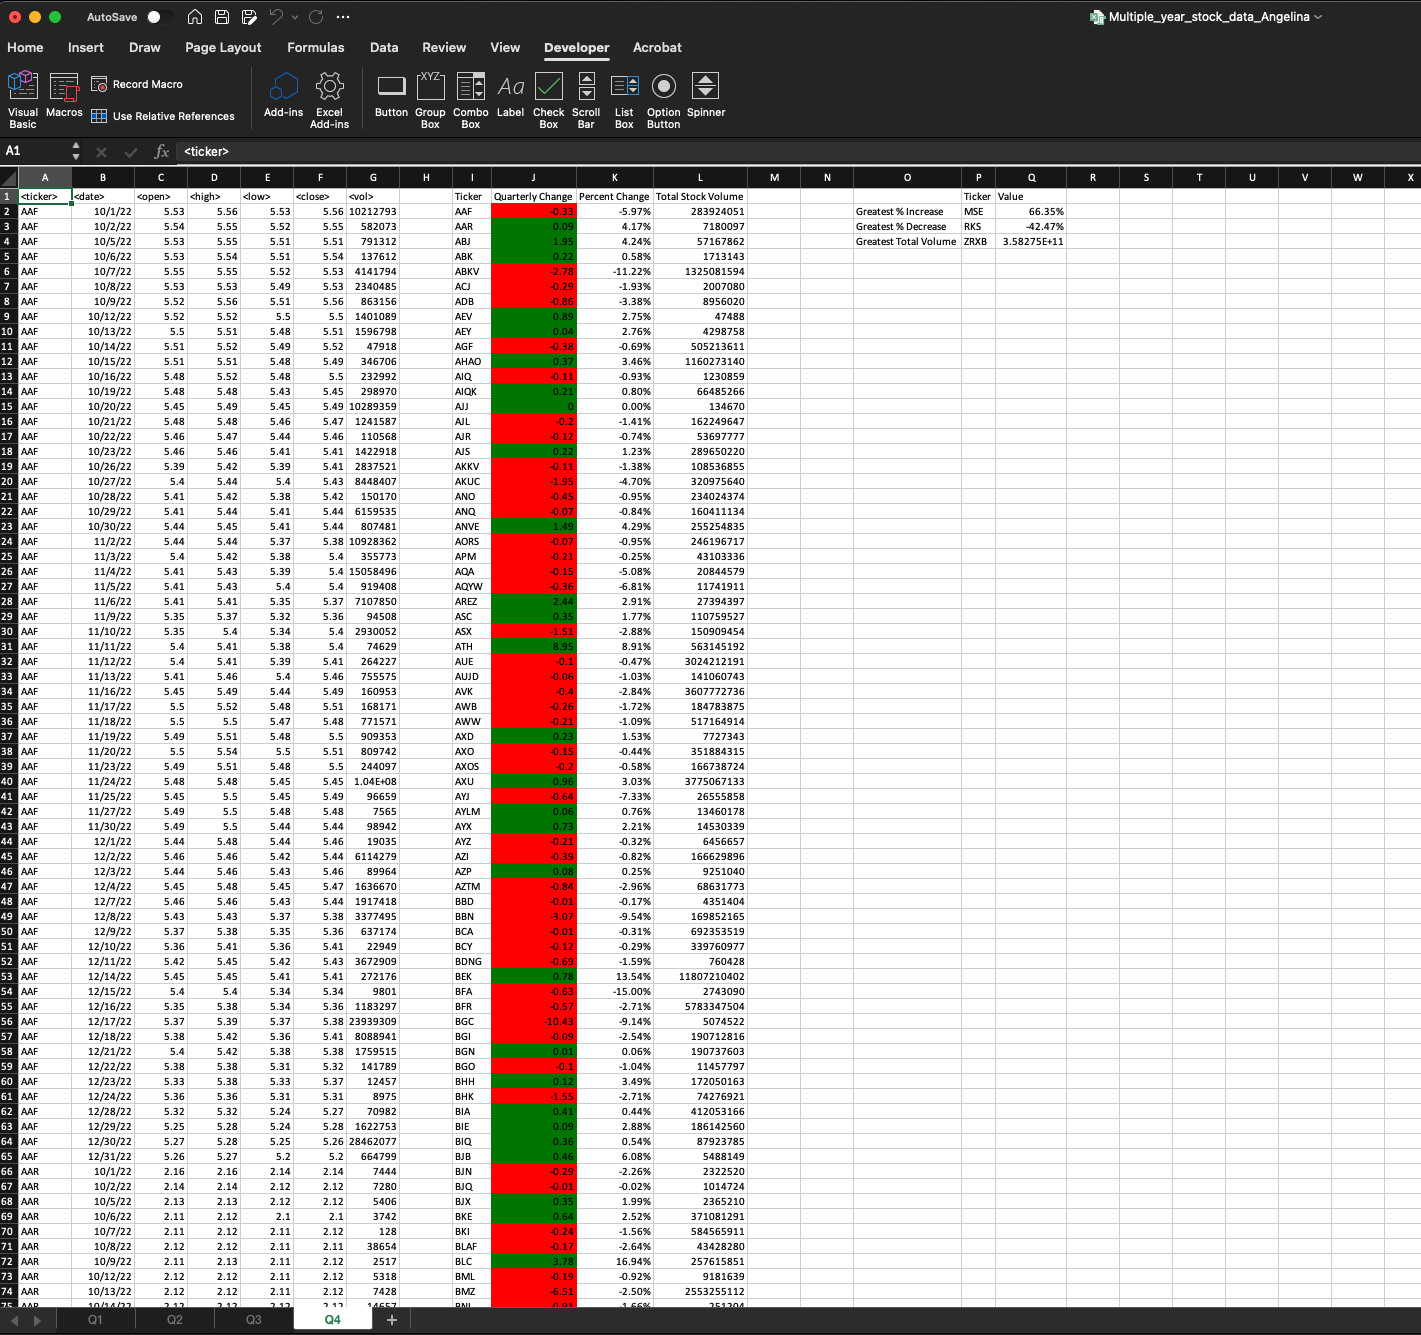 AutoSave
Multiple_year_stock_data_Angelina
Home Insert Draw Page Layout Formulas Data Review View Developer Acrobat
Visual Basic Macros Record Macro Use Relative References Add-ins Excel Add-ins Button Group Box Combo Box Label Check Box Scroll Bar List Box Option Button Spinner
A1 fx <ticker>
A B C D E F G H I J K L M N O P Q R S T U V W X
1 <ticker> <date> <open> <high> <low> <close> <vol> Ticker Quarterly Change Percent Change Total Stock Volume Ticker Value
2 AAF 10/1/22 5.53 5.56 5.53 5.56 10212793 AAF -0.33 -5.97% 283924051 Greatest % Increase MSE 66.35%
3 AAF 10/2/22 5.54 5.55 5.52 5.55 582073 AAR 0.09 4.17% 7180097 Greatest % Decrease RKS -42.47%
4 AAF 10/5/22 5.53 5.55 5.51 5.51 791312 ABJ 1.95 4.24% 57167862 Greatest Total Volume ZRXB 3.58275E+11
5 AAF 10/6/22 5.53 5.54 5.51 5.54 137612 ABK 0.22 0.58% 1713143
6 AAF 10/7/22 5.55 5.55 5.52 5.53 4141794 ABKV -2.78 -11.22% 1325081594
7 AAF 10/8/22 5.53 5.53 5.49 5.53 2340485 ACJ -0.29 -1.93% 2007080
8 AAF 10/9/22 5.52 5.56 5.51 5.56 863156 ADB -0.86 -3.38% 8956020
9 AAF 10/12/22 5.52 5.52 5.5 5.5 1401089 AEV 0.89 2.75% 47488
10 AAF 10/13/22 5.5 5.51 5.48 5.51 1596798 AEY 0.04 2.76% 4298758
11 AAF 10/14/22 5.51 5.52 5.49 5.52 47918 AGF -0.38 -0.69% 505213611
12 AAF 10/15/22 5.51 5.51 5.48 5.49 346706 AHAO 0.37 3.46% 1160273140
13 AAF 10/16/22 5.48 5.52 5.48 5.5 232992 AIQ -0.11 -0.93% 1230859
14 AAF 10/19/22 5.48 5.48 5.43 5.45 298970 AIQK 0.21 0.80% 66485266
15 AAF 10/20/22 5.45 5.49 5.45 5.49 10289359 AJJ 0 0.00% 134670
16 AAF 10/21/22 5.48 5.48 5.46 5.47 1241587 AJL -0.2 -1.41% 162249647
17 AAF 10/22/22 5.46 5.47 5.44 5.46 110568 AJR -0.12 -0.74% 53697777
18 AAF 10/23/22 5.46 5.46 5.41 5.41 1422918 AJS 0.22 1.23% 289650220
19 AAF 10/26/22 5.39 5.42 5.39 5.41 2837521 AKKV -0.11 -1.38% 108536855
20 AAF 10/27/22 5.4 5.44 5.4 5.43 8448407 AKUC -1.95 -4.70% 320975640
21 AAF 10/28/22 5.41 5.42 5.38 5.42 150170 ANO -0.45 -0.95% 234024374
22 AAF 10/29/22 5.41 5.44 5.41 5.44 6159535 ANQ -0.07 -0.84% 160411134
23 AAF 10/30/22 5.44 5.45 5.41 5.44 807481 ANVE 1.49 4.29% 255254835
24 AAF 11/2/22 5.44 5.44 5.37 5.38 10928362 AORS -0.07 -0.95% 246196717
25 AAF 11/3/22 5.4 5.42 5.38 5.4 355773 APM -0.21 -0.25% 43103336
26 AAF 11/4/22 5.41 5.43 5.39 5.4 15058496 AQA -0.15 -5.08% 20844579
27 AAF 11/5/22 5.41 5.43 5.4 5.4 919408 AQYW -0.36 -6.81% 11741911
28 AAF 11/6/22 5.41 5.41 5.35 5.37 7107850 AREZ 2.44 2.91% 27394397
29 AAF 11/9/22 5.35 5.37 5.32 5.36 94508 ASC 0.35 1.77% 110759527
30 AAF 11/10/22 5.35 5.4 5.34 5.4 2930052 ASX -1.51 -2.88% 150909454
31 AAF 11/11/22 5.4 5.41 5.38 5.4 74629 ATH 8.95 8.91% 563145192
32 AAF 11/12/22 5.4 5.41 5.39 5.41 264227 AUE -0.1 -0.47% 3024212191
33 AAF 11/13/22 5.41 5.46 5.4 5.46 755575 AUJD -0.06 -1.03% 141060743
34 AAF 11/16/22 5.45 5.49 5.44 5.49 160953 AVK -0.4 -2.84% 3607772736
35 AAF 11/17/22 5.5 5.52 5.48 5.51 168171 AWB -0.26 -1.72% 184783875
36 AAF 11/18/22 5.5 5.5 5.47 5.48 771571 AWW -0.21 -1.09% 517164914
37 AAF 11/19/22 5.49 5.51 5.48 5.5 909353 AXD 0.23 1.53% 7727343
38 AAF 11/20/22 5.5 5.54 5.5 5.51 809742 AXO -0.15 -0.44% 351884315
39 AAF 11/23/22 5.49 5.51 5.48 5.5 244097 AXOS -0.2 -0.58% 166738724
40 AAF 11/24/22 5.48 5.48 5.45 5.45 1.04E+08 AXU 0.96 3.03% 3775067133
41 AAF 11/25/22 5.45 5.5 5.45 5.49 96659 AYJ -0.64 -7.33% 26555858
42 AAF 11/27/22 5.49 5.5 5.48 5.48 7565 AYLM 0.06 0.76% 13460178
43 AAF 11/30/22 5.49 5.5 5.44 5.44 98942 AYX 0.73 2.21% 14530339
44 AAF 12/1/22 5.44 5.48 5.44 5.46 19035 AYZ -0.21 -0.32% 6456657
45 AAF 12/2/22 5.46 5.46 5.42 5.44 6114279 AZI -0.39 -0.82% 166629896
46 AAF 12/3/22 5.44 5.46 5.43 5.46 89964 AZP 0.08 0.25% 9251040
47 AAF 12/4/22 5.45 5.48 5.45 5.47 1636670 AZTM -0.84 -2.96% 68631773
48 AAF 12/7/22 5.46 5.46 5.43 5.44 1917418 BBD -0.01 -0.17% 4351404
49 AAF 12/8/22 5.43 5.43 5.37 5.38 3377495 BBN -3.07 -9.54% 169852165
50 AAF 12/9/22 5.37 5.38 5.35 5.36 637174 BCA -0.01 -0.31% 692353519
51 AAF 12/10/22 5.36 5.41 5.36 5.41 22949 BCY -0.12 -0.29% 339760977
52 AAF 12/11/22 5.42 5.45 5.42 5.43 3672909 BDNG -0.69 -1.59% 760428
53 AAF 12/14/22 5.45 5.45 5.41 5.41 272176 BEK 0.78 13.54% 11807210402
54 AAF 12/15/22 5.4 5.4 5.34 5.34 9801 BFA -0.63 -15.00% 2743090
55 AAF 12/16/22 5.35 5.38 5.34 5.36 1183297 BFR -0.57 -2.71% 5783347504
56 AAF 12/17/22 5.37 5.39 5.37 5.38 23939309 BGC -10.43 -9.14% 5074522
57 AAF 12/18/22 5.38 5.42 5.36 5.41 8088941 BGI -0.09 -2.54% 190712816
58 AAF 12/21/22 5.4 5.42 5.38 5.38 1759515 BGN 0.01 0.06% 190737603
59 AAF 12/22/22 5.38 5.38 5.31 5.32 141789 BGO -0.1 -1.04% 11457797
60 AAF 12/23/22 5.33 5.38 5.33 5.37 12457 BHH 0.12 3.49% 172050163
61 AAF 12/24/22 5.36 5.36 5.31 5.31 8975 BHK -1.55 -2.71% 74276921
62 AAF 12/28/22 5.32 5.32 5.24 5.27 70982 BIA 0.41 0.44% 412053166
63 AAF 12/29/22 5.25 5.28 5.24 5.28 1622753 BIE 0.09 2.88% 186142560
64 AAF 12/30/22 5.27 5.28 5.25 5.26 28462077 BIQ 0.36 0.54% 87923785
65 AAF 12/31/22 5.26 5.27 5.2 5.2 664799 BJB 0.46 6.08% 5488149
66 AAR 10/1/22 2.16 2.16 2.14 2.14 7444 BJN -0.29 -2.26% 2322520
67 AAR 10/2/22 2.14 2.14 2.12 2.12 7280 BJQ -0.01 -0.02% 1014724
68 AAR 10/5/22 2.13 2.13 2.12 2.12 5406 BJX 0.35 1.99% 2365210
69 AAR 10/6/22 2.11 2.12 2.1 2.1 3742 BKE 0.64 2.52% 371081291
70 AAR 10/7/22 2.11 2.12 2.11 2.12 128 BKI -0.24 -1.56% 584565911
71 AAR 10/8/22 2.12 2.12 2.11 2.11 38654 BLAF -0.17 -2.64% 43428280
72 AAR 10/9/22 2.11 2.13 2.11 2.12 2517 BLC 3.78 16.94% 257615851
73 AAR 10/12/22 2.12 2.12 2.11 2.12 5318 BML -0.19 -0.92% 9181639
74 AAR 10/13/22 2.12 2.12 2.11 2.12 7428 BMZ -6.51 -2.50% 2553255112
75 AAR 10/14/22 2.12 2.12 2.12 2.12 14657 BNL -0.91 -1.66% 251204
Q1 Q2 Q3 Q4 +